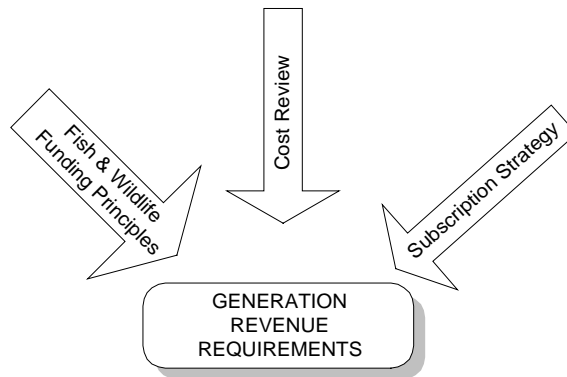 Fish & Wildlife
Funding Principles
Cost Review
Subscription Strategy
GENERATION
REVENUE
REQUIREMENTS